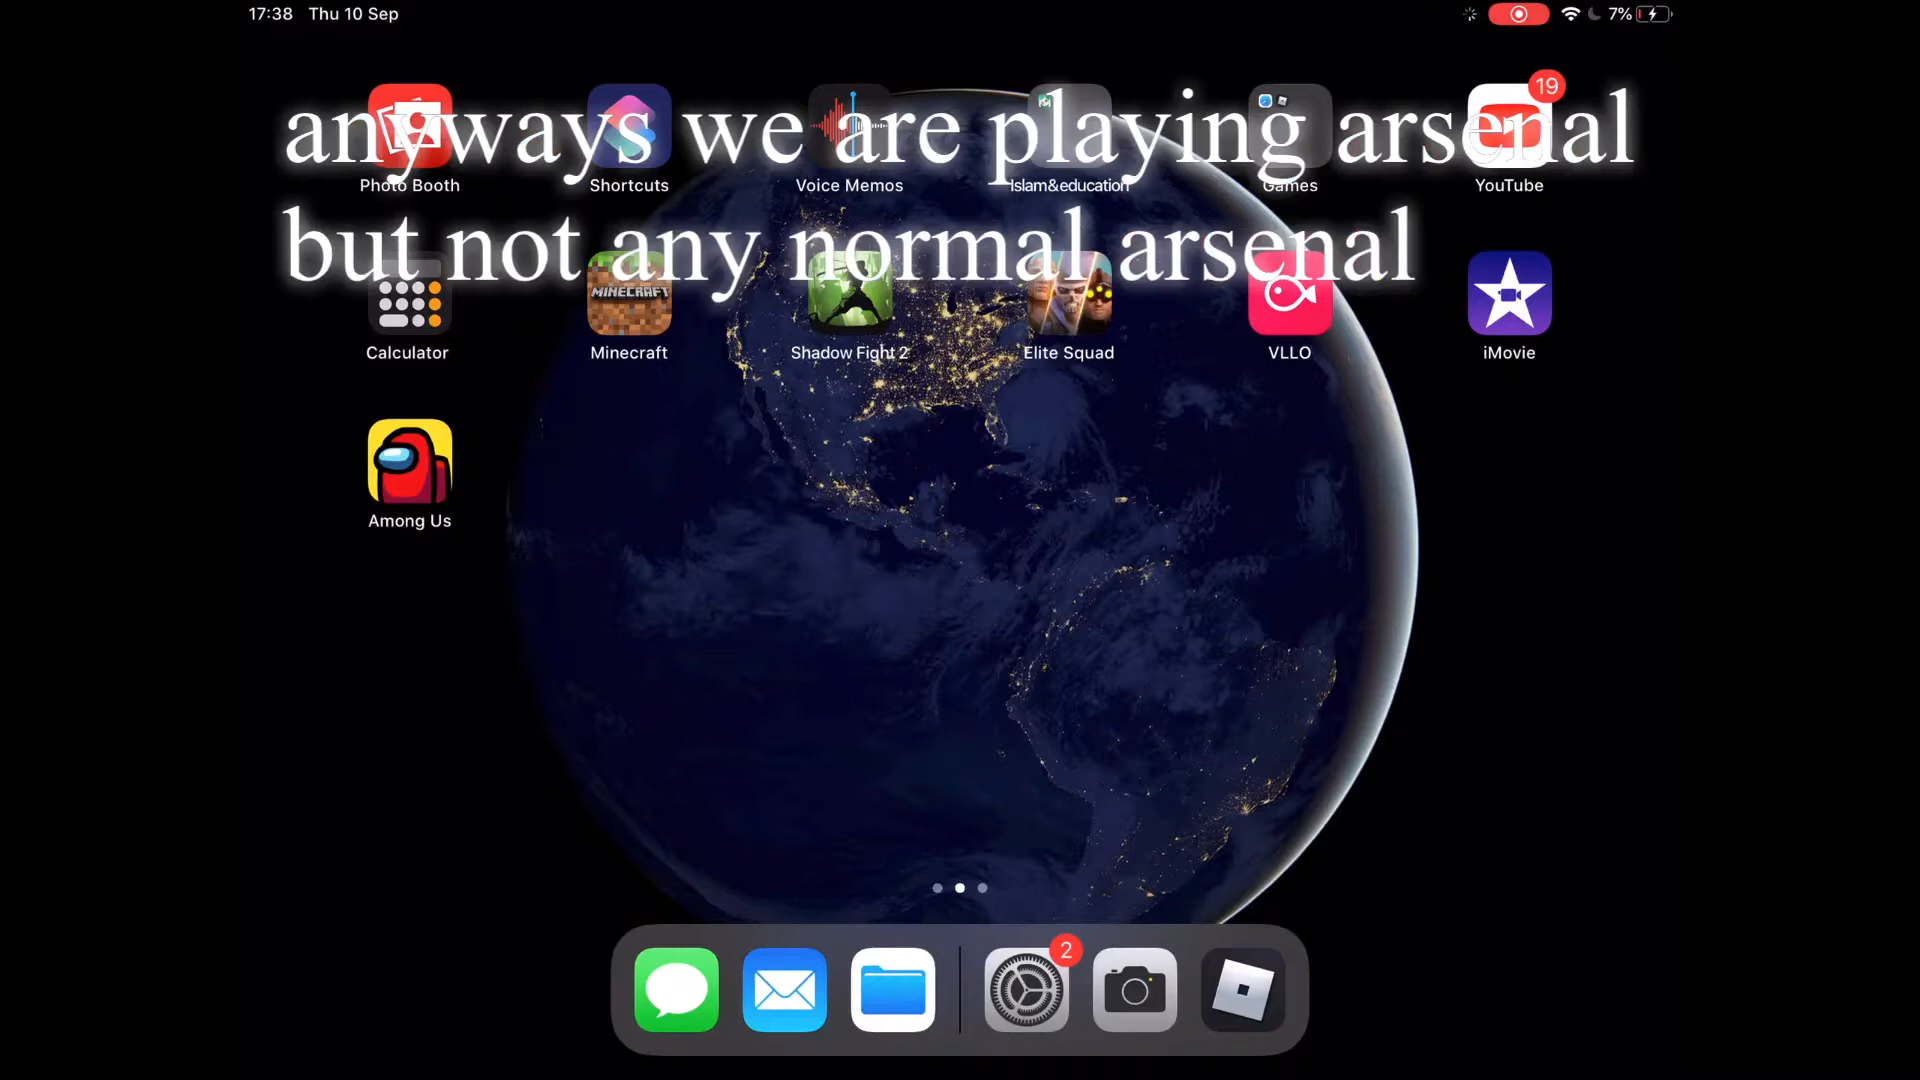 17:38 Thu 10 Sep 7%
19
anyways we are playing arsenal
Photo Booth Shortcuts Voice Memos Islam&education Games YouTube
but not any normal arsenal
MINECRAFT
Calculator Minecraft Shadow Fight 2 Elite Squad VLLO iMovie
Among Us
2